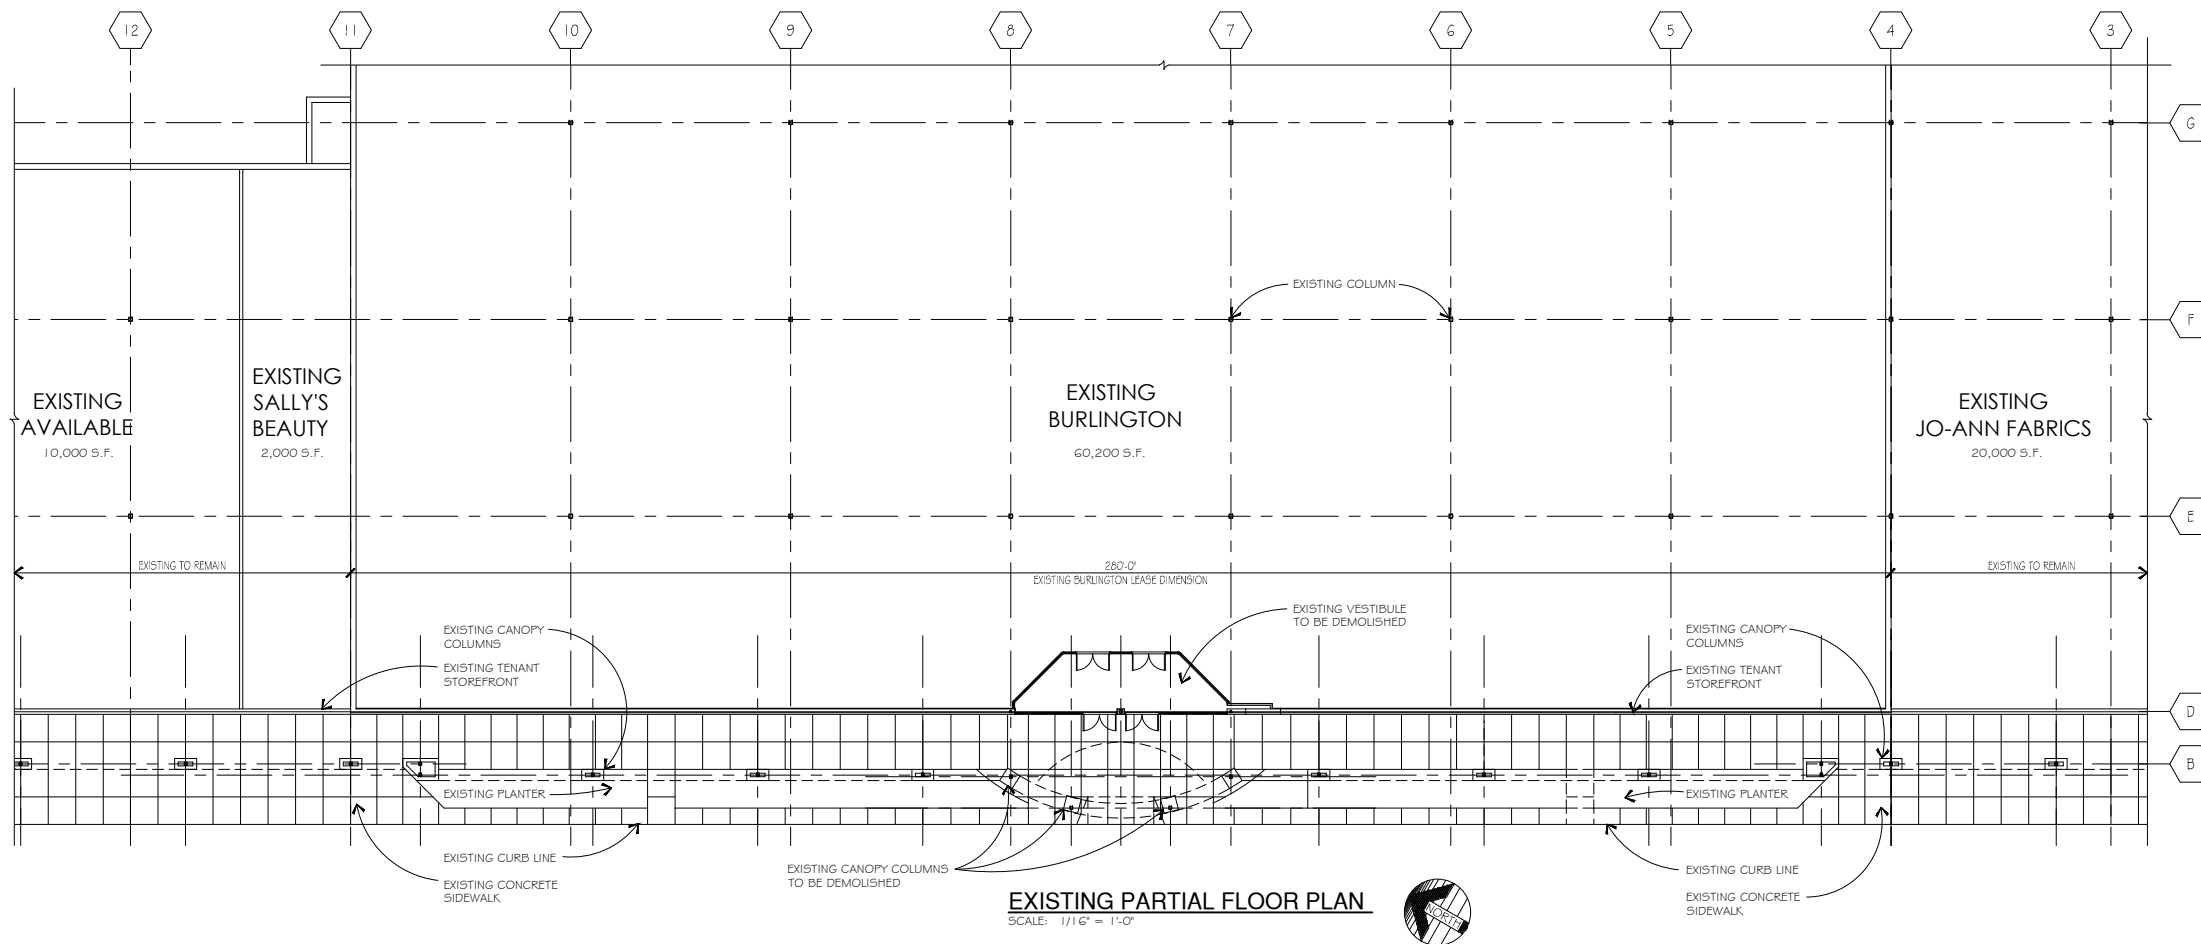 12
11
10
9
8
7
6
5
4
3
G
EXISTING COLUMN
F
EXISTING
AVAILABLE
10,000 S.F.
EXISTING
SALLY'S
BEAUTY
2,000 S.F.
EXISTING
BURLINGTON
60,200 S.F.
EXISTING
JO-ANN FABRICS
20,000 S.F.
E
EXISTING TO REMAIN
280'-0"
EXISTING BURLINGTON LEASE DIMENSION
EXISTING TO REMAIN
EXISTING CANOPY
COLUMNS
EXISTING TENANT
STOREFRONT
EXISTING VESTIBULE
TO BE DEMOLISHED
EXISTING CANOPY
COLUMNS
EXISTING TENANT
STOREFRONT
D
B
EXISTING PLANTER
EXISTING PLANTER
EXISTING CURB LINE
EXISTING CONCRETE
SIDEWALK
EXISTING CANOPY COLUMNS
TO BE DEMOLISHED
EXISTING CURB LINE
EXISTING CONCRETE
SIDEWALK
EXISTING PARTIAL FLOOR PLAN
SCALE: 1/16" = 1'-0"
NORTH